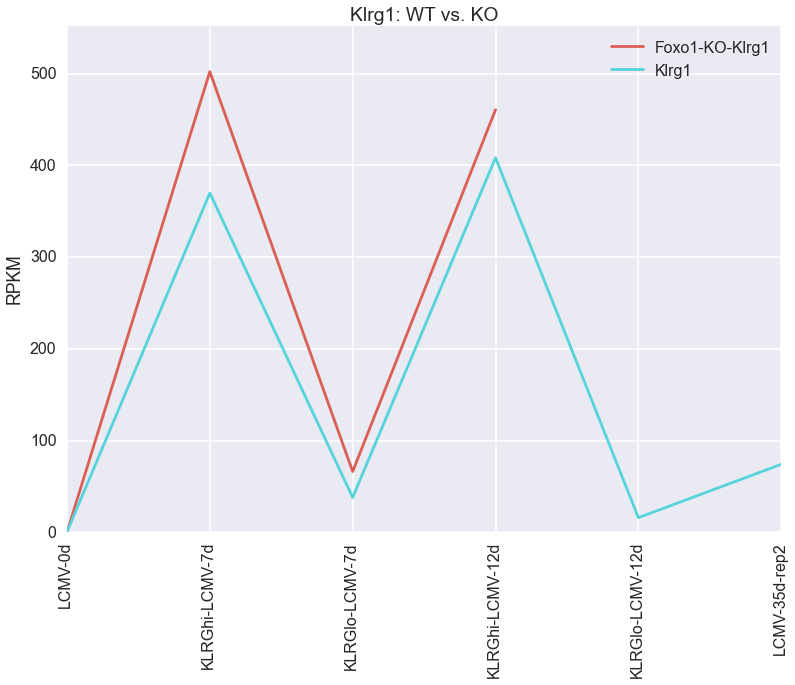 Klrg1: WT vs. KO
Foxo1-KO-Klrg1
Klrg1
500
400
300
200
100
0
RPKM
LCMV-0d
KLRGhi-LCMV-7d
KLRGlo-LCMV-7d
KLRGhi-LCMV-12d
KLRGlo-LCMV-12d
LCMV-35d-rep2